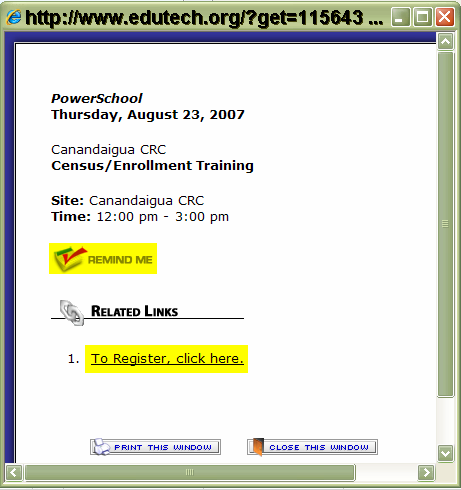 http://www.edutech.org/?get=115643 ...
PowerSchool
Thursday, August 23, 2007
Canandaigua CRC
Census/Enrollment Training
Site: Canandaigua CRC
Time: 12:00 pm - 3:00 pm
REMIND ME
RELATED LINKS
1. To Register, click here.
PRINT THIS WINDOW CLOSE THIS WINDOW